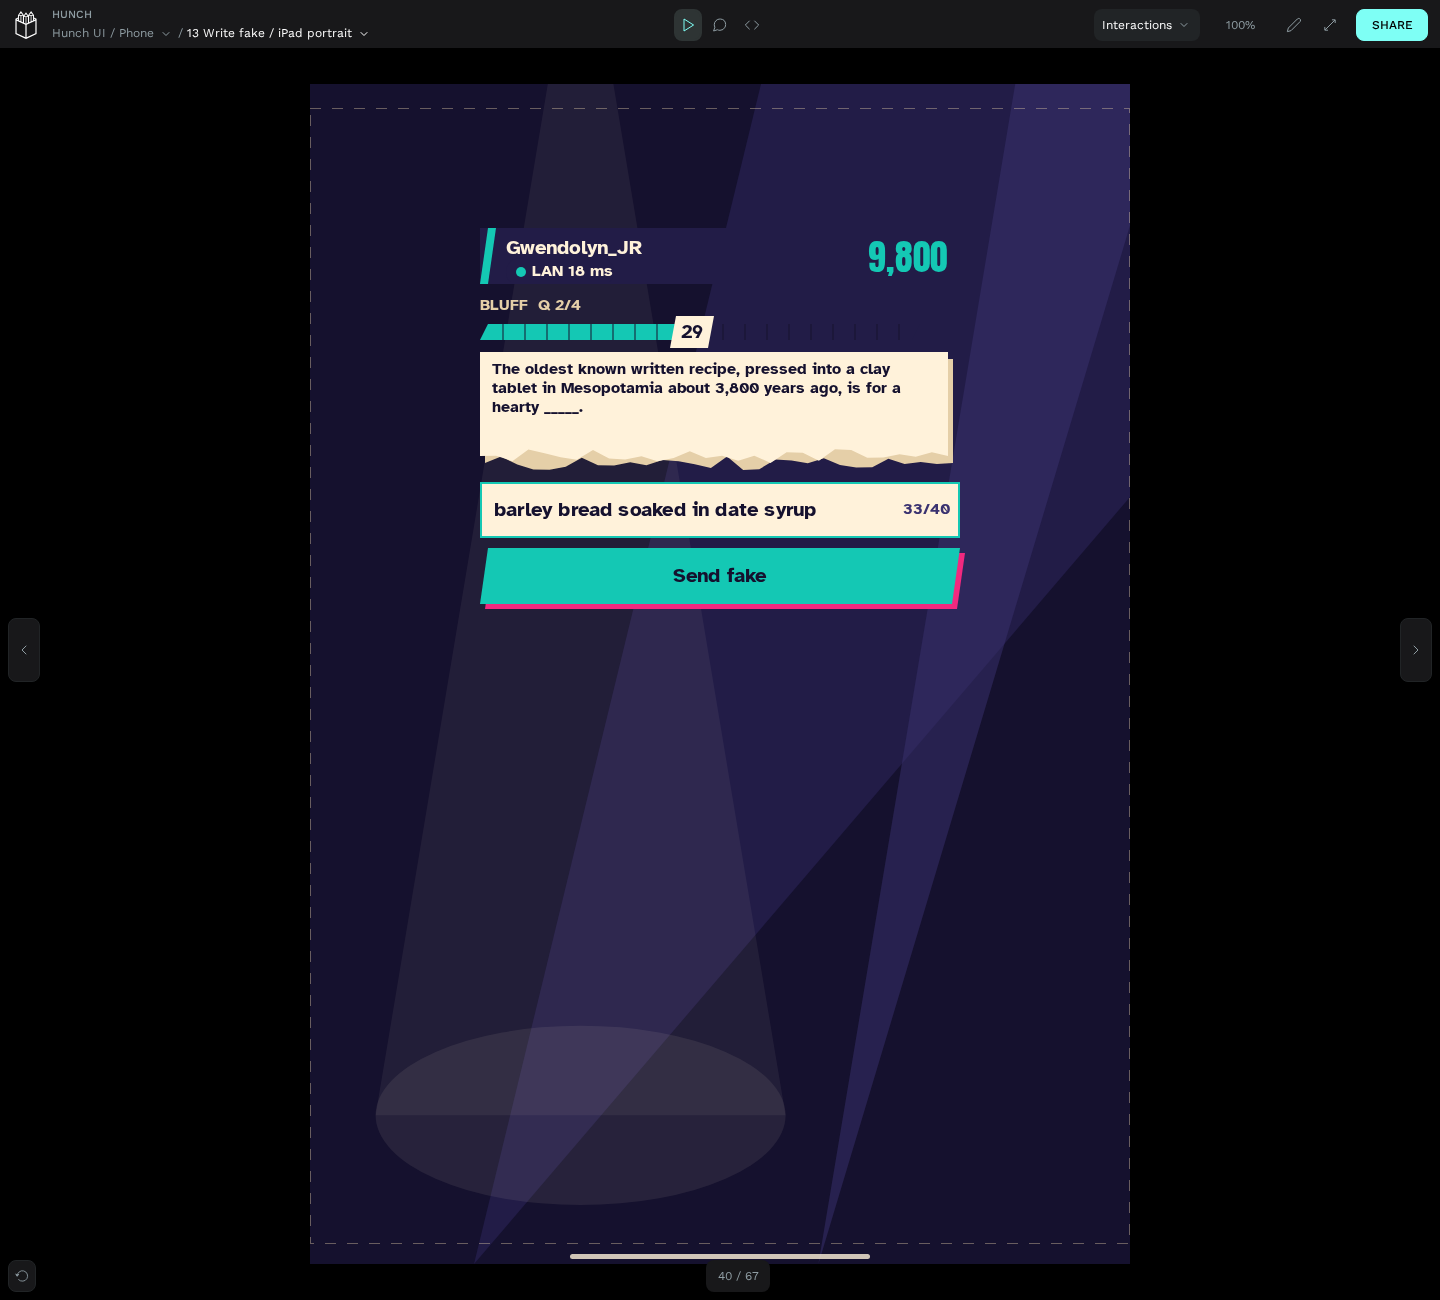 HUNCH
Hunch UI / Phone / 13 Write fake / iPad portrait
Interactions
100%
SHARE
Gwendolyn_JR
LAN 18 ms
9,800
BLUFF Q 2/4
29
The oldest known written recipe, pressed into a clay
tablet in Mesopotamia about 3,800 years ago, is for a
hearty _____.
barley bread soaked in date syrup
33/40
Send fake
40 / 67